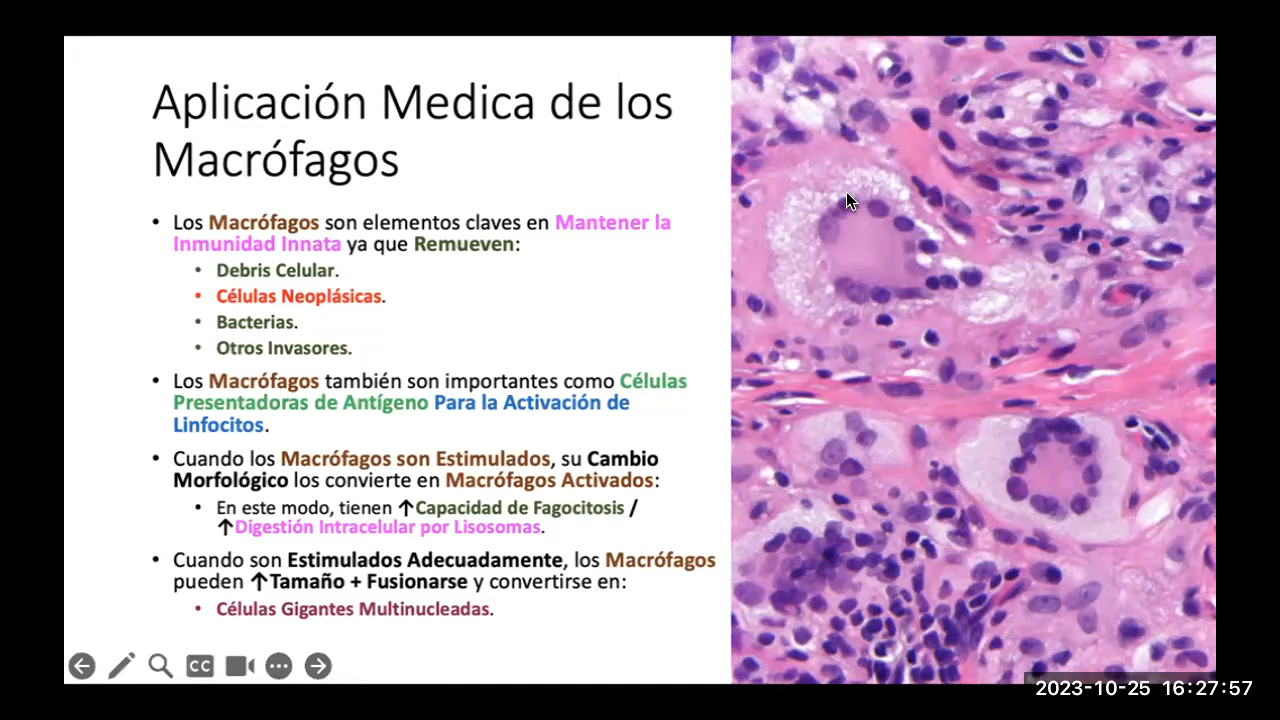 Aplicación Medica de los
Macrófagos
• Los Macrófagos son elementos claves en Mantener la
Inmunidad Innata ya que Remueven:
• Debris Celular.
• Células Neoplásicas.
• Bacterias.
• Otros Invasores.
• Los Macrófagos también son importantes como Células
Presentadoras de Antígeno Para la Activación de
Linfocitos.
• Cuando los Macrófagos son Estimulados, su Cambio
Morfológico los convierte en Macrófagos Activados:
• En este modo, tienen ↑Capacidad de Fagocitosis /
↑Digestión Intracelular por Lisosomas.
• Cuando son Estimulados Adecuadamente, los Macrófagos
pueden ↑Tamaño + Fusionarse y convertirse en:
• Células Gigantes Multinucleadas.
CC
2023-10-25 16:27:57